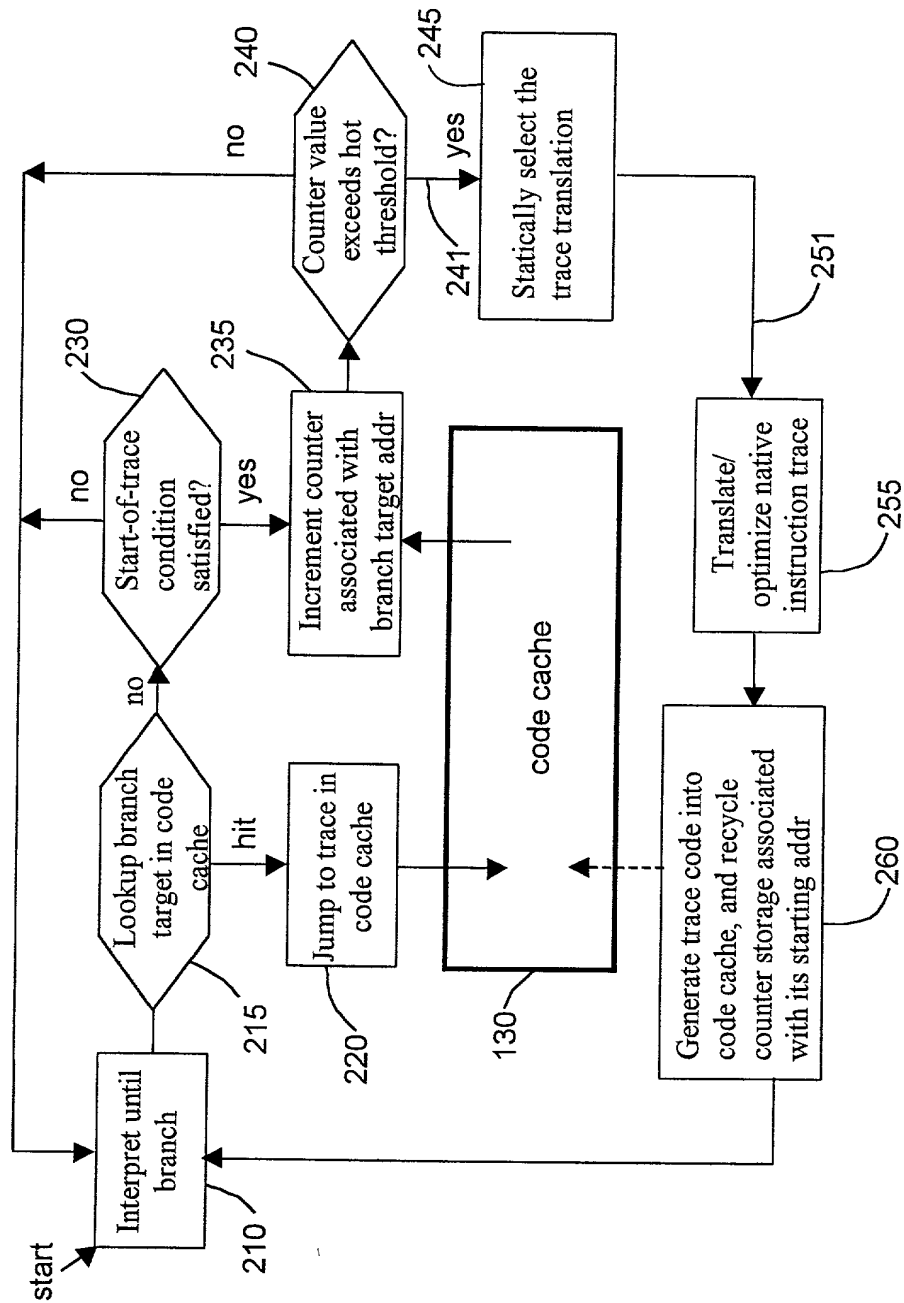 start
Interpret until
branch
210
Lookup branch
target in code
cache
215
no
hit
Jump to trace in
code cache
220
Start-of-trace
condition
satisfied?
230
no
yes
Increment counter
associated with
branch target addr
235
Counter value
exceeds hot
threshold?
240
no
yes
241
Statically select the
trace translation
245
251
code cache
130
Translate/
optimize native
instruction trace
255
Generate trace code into
code cache, and recycle
counter storage associated
with its starting addr
260